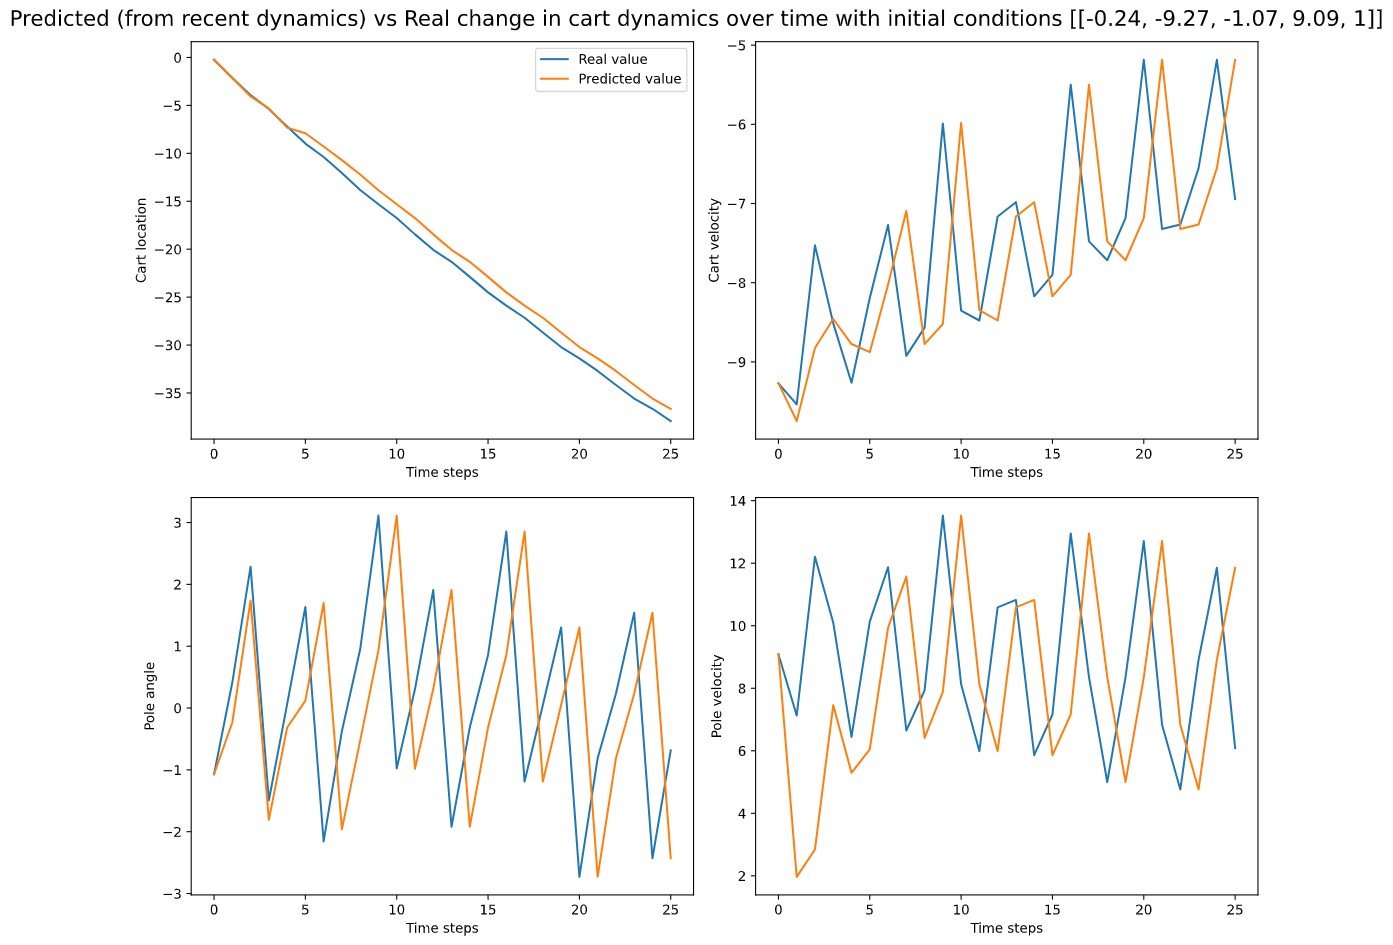 Predicted (from recent dynamics) vs Real change in cart dynamics over time with initial conditions [[-0.24, -9.27, -1.07, 9.09, 1]]
Real value
Predicted value
0
−5
−10
−15
−20
−25
−30
−35
Cart location
0 5 10 15 20 25
Time steps
−5
−6
−7
−8
−9
Cart velocity
0 5 10 15 20 25
Time steps
3
2
1
0
−1
−2
−3
Pole angle
0 5 10 15 20 25
Time steps
14
12
10
8
6
4
2
Pole velocity
0 5 10 15 20 25
Time steps